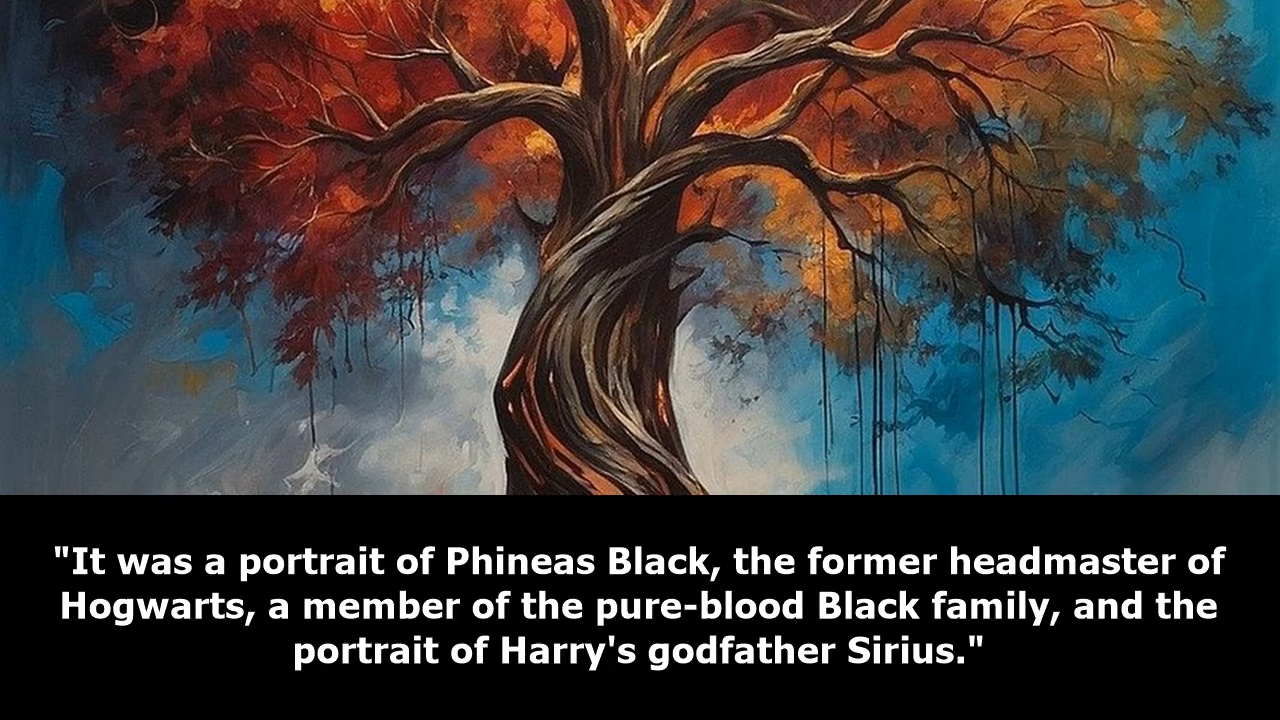 "It was a portrait of Phineas Black, the former headmaster of
Hogwarts, a member of the pure-blood Black family, and the
portrait of Harry's godfather Sirius."